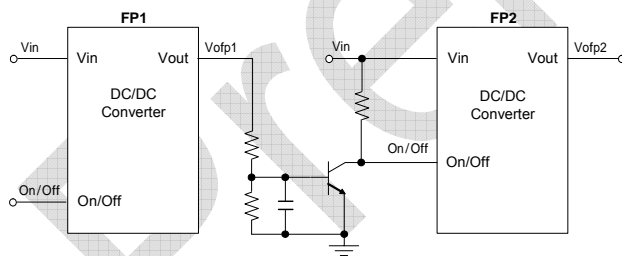 FP1
FP2
Vin
Vin
Vout
Vofp1
DC/DC
Converter
On/Off
On/Off
Vin
Vin
Vout
Vofp2
DC/DC
Converter
On/Off
On/Off